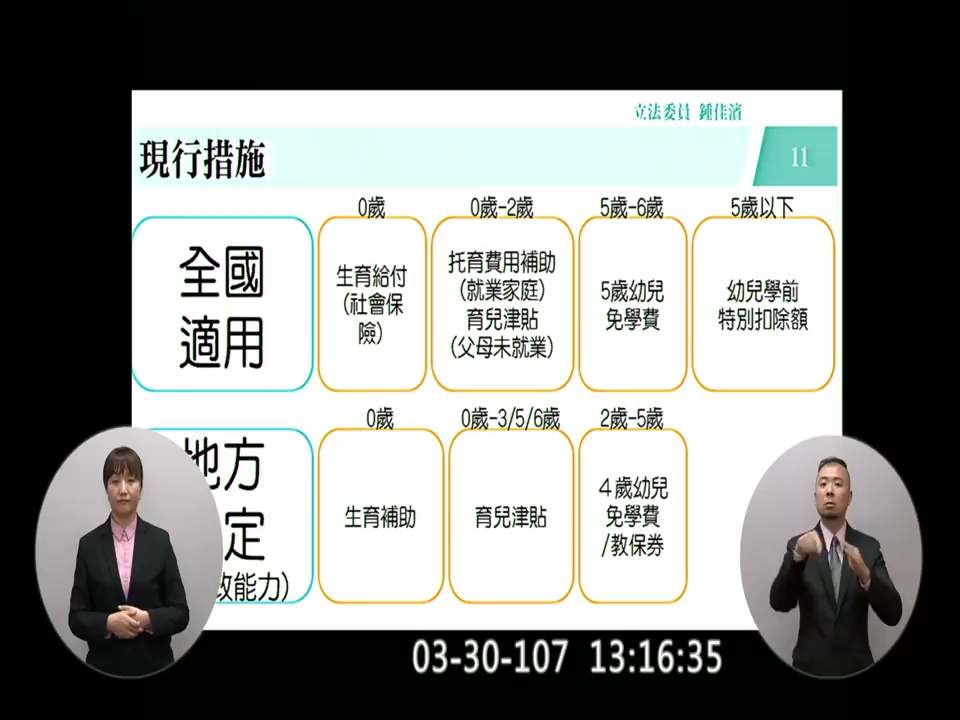 立法委員 鍾佳濱
現行措施
11
0歲
0歲-2歲
5歲-6歲
5歲以下
全國
適用
生育給付
(社會保
險)
托育費用補助
(就業家庭)
育兒津貼
(父母未就業)
5歲幼兒
免學費
幼兒學前
特別扣除額
0歲
0歲-3/5/6歲
2歲-5歲
地方
定
政能力)
生育補助
育兒津貼
4歲幼兒
免學費
/教保券
03-30-107 13:16:35